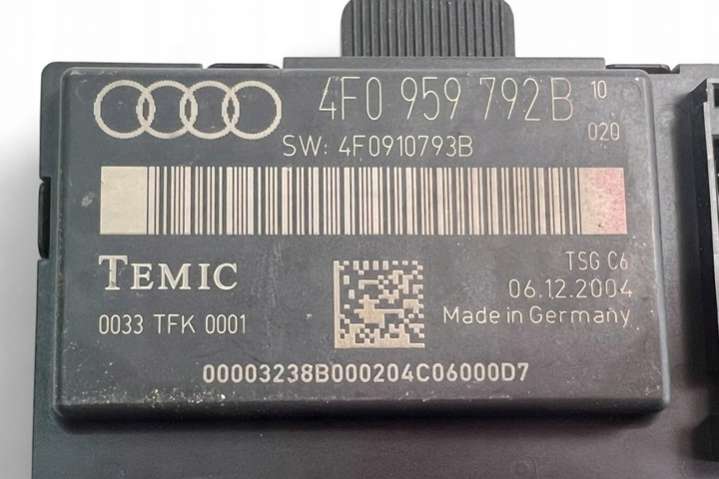 4F0 959 792B 10
020
SW: 4F0910793B
TEMIC
TSG C6
06.12.2004
0033 TFK 0001
Made in Germany
00003238B000204C06000D7